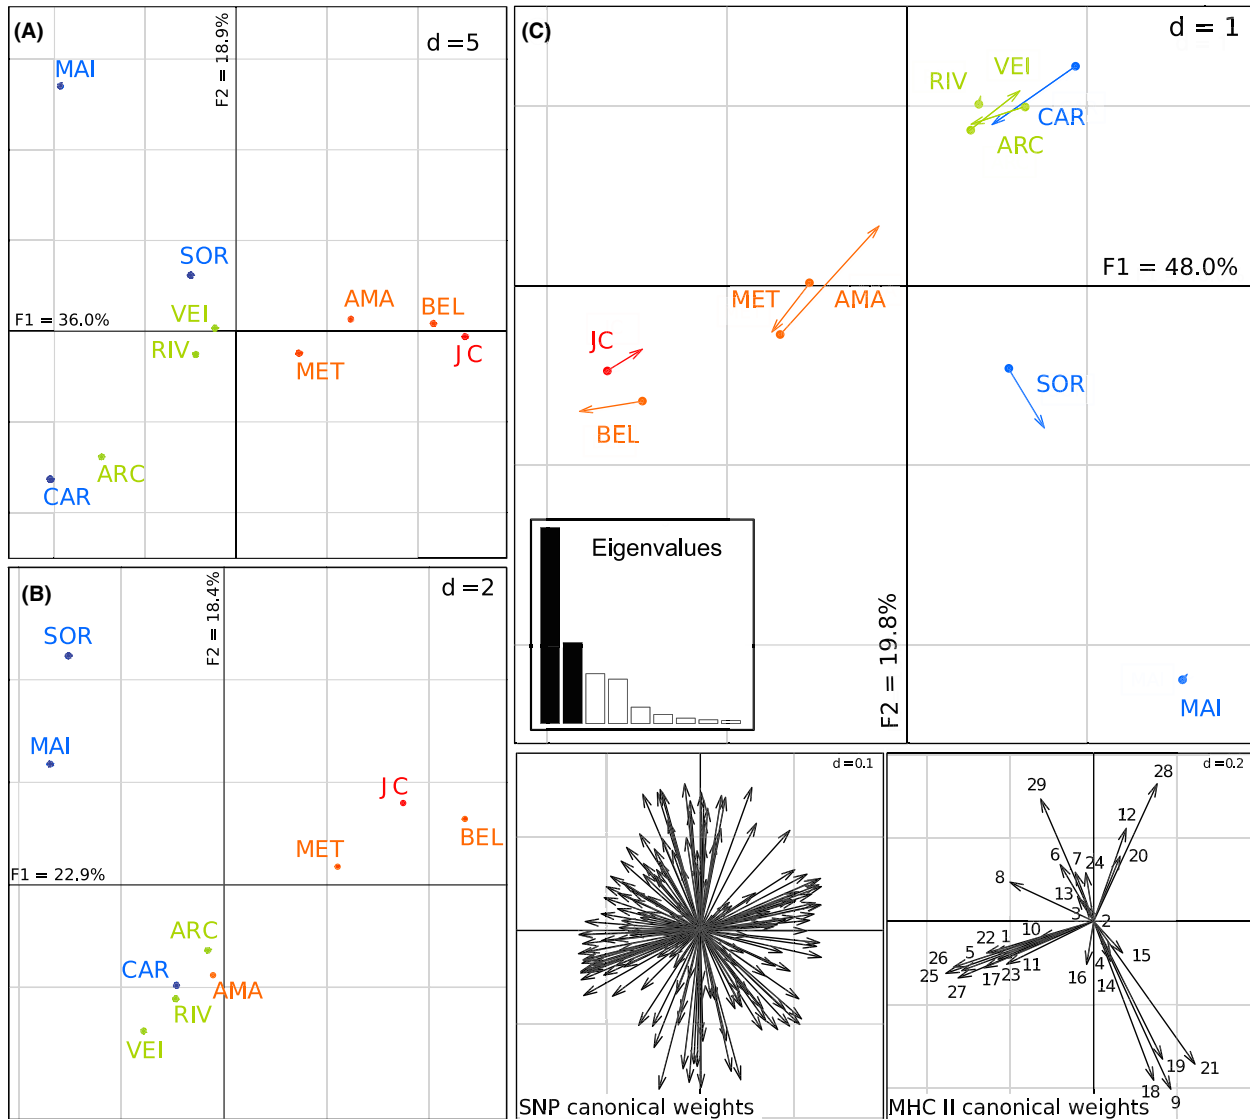 (A)
F2 = 18.9%
d = 5
MAI
SOR
VEI
F1 = 36.0%
RIV
AMA
BEL
MET
JC
ARC
CAR
(B)
F2 = 18.4%
d = 2
SOR
MAI
JC
BEL
MET
F1 = 22.9%
ARC
CAR
AMA
RIV
VEI
(C)
d = 1
RIV
VEI
CAR
ARC
F1 = 48.0%
MET
AMA
JC
BEL
SOR
MAI
F2 = 19.8%
Eigenvalues
d=0.1
SNP canonical weights
d=0.2
28
29
12
6
7
24
20
8
13
3
2
10
1
22
5
26
25
27
17
23
11
16
4
14
15
19
21
18
9
MHC II canonical weights